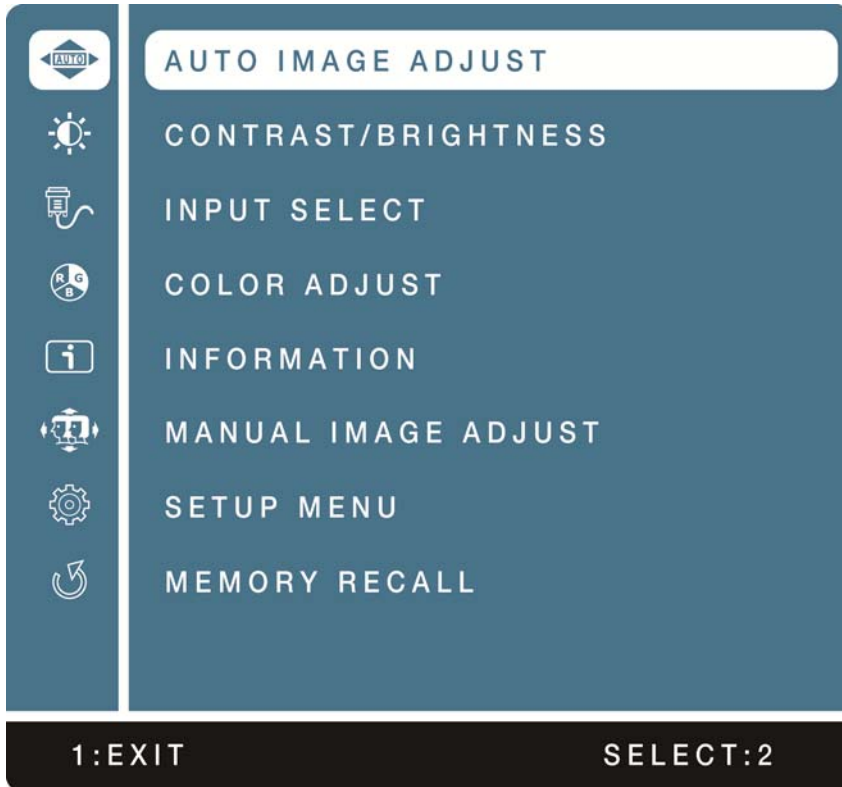 AUTO
AUTO IMAGE ADJUST
CONTRAST/BRIGHTNESS
INPUT SELECT
R G
B
COLOR ADJUST
i
INFORMATION
MANUAL IMAGE ADJUST
SETUP MENU
MEMORY RECALL
1:EXIT SELECT:2